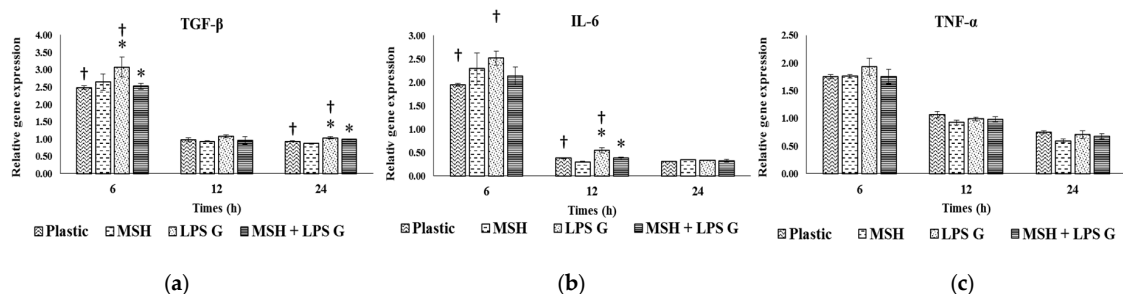 TGF-β
Relative gene expression
4.00
3.50
3.00
2.50
2.00
1.50
1.00
0.50
0.00
† † * *
† † * *
6 12 24
Times (h)
Plastic MSH LPS G MSH + LPS G
(a)
IL-6
Relative gene expression
3.00
2.50
2.00
1.50
1.00
0.50
0.00
† †
† † * *
6 12 24
Times (h)
Plastic MSH LPS G MSH + LPS G
(b)
TNF-α
Relative gene expression
2.50
2.00
1.50
1.00
0.50
0.00
6 12 24
Times (h)
Plastic MSH LPS G MSH + LPS G
(c)